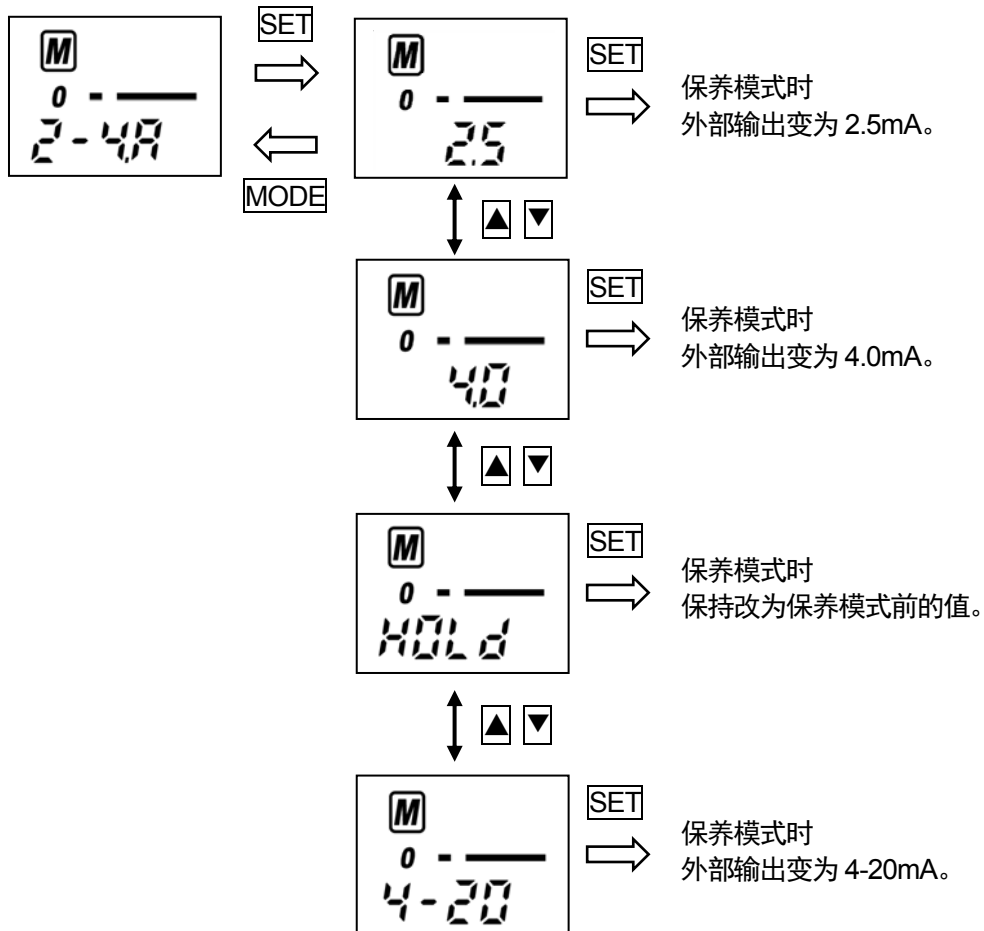 SET
M
0
2-4.A
MODE
M
0
2.5
SET
保养模式时
外部输出变为 2.5mA。
▲ ▼
M
0
4.0
SET
保养模式时
外部输出变为 4.0mA。
▲ ▼
M
0
HOLd
SET
保养模式时
保持改为保养模式前的值。
▲ ▼
M
0
4-20
SET
保养模式时
外部输出变为 4-20mA。